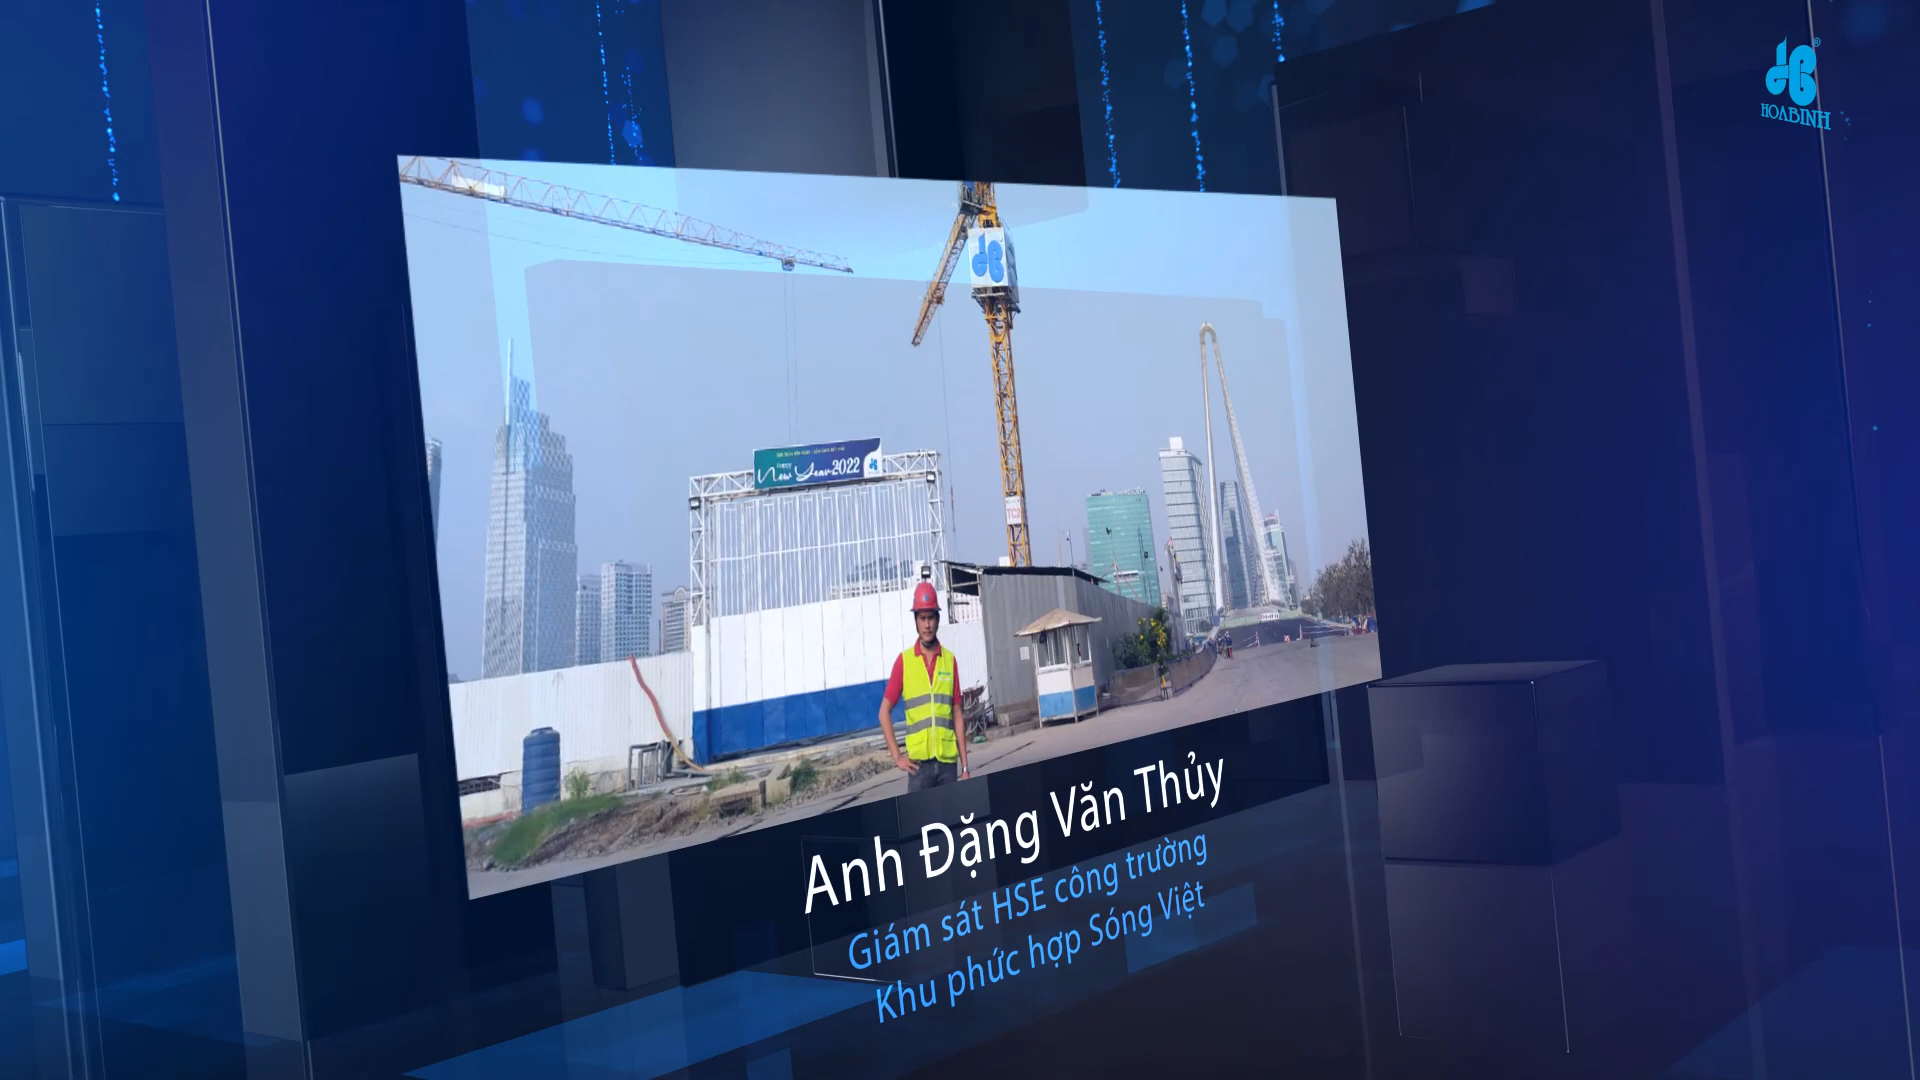 HOABINH
Happy
New Year 2022
TC2
Anh Đặng Văn Thủy
Giám sát HSE công trường
Khu phức hợp Sóng Việt